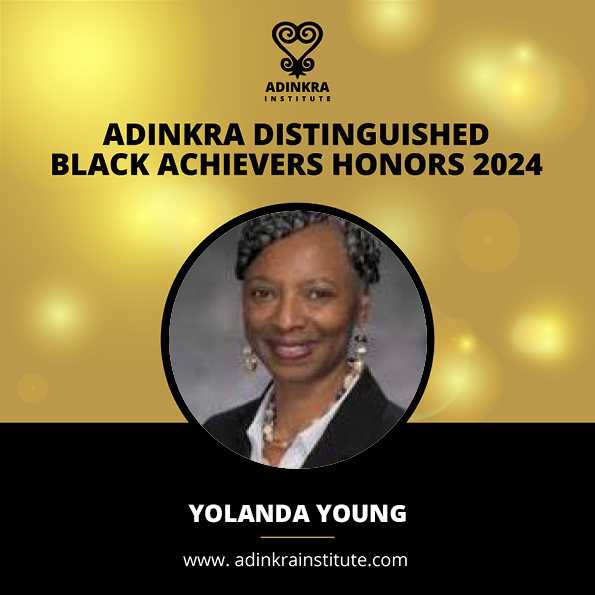 ADINKRA
INSTITUTE
ADINKRA DISTINGUISHED
BLACK ACHIEVERS HONORS 2024
YOLANDA YOUNG
www. adinkrainstitute.com